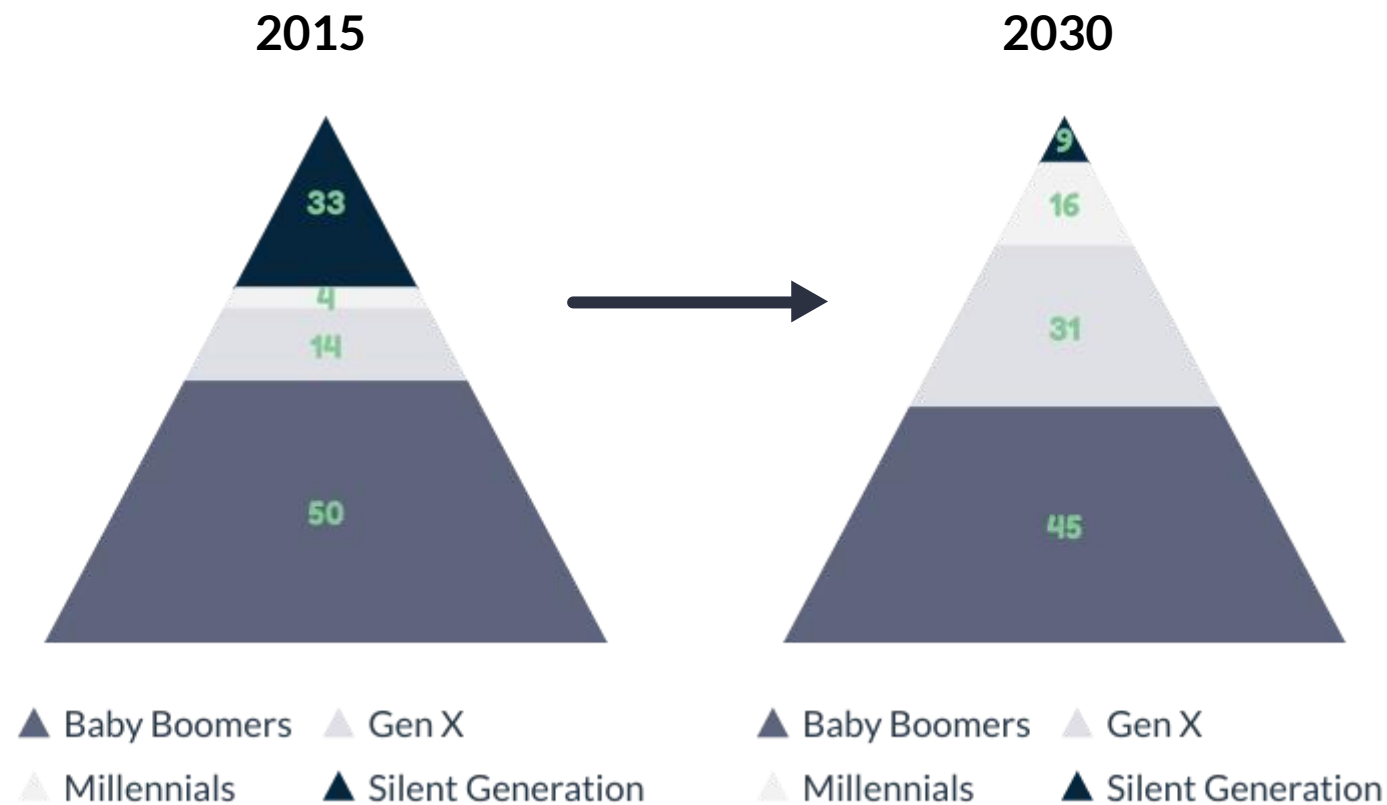 2015
2030
33
4
14
50
9
16
31
45
Baby Boomers
Gen X
Millennials
Silent Generation
Baby Boomers
Gen X
Millennials
Silent Generation